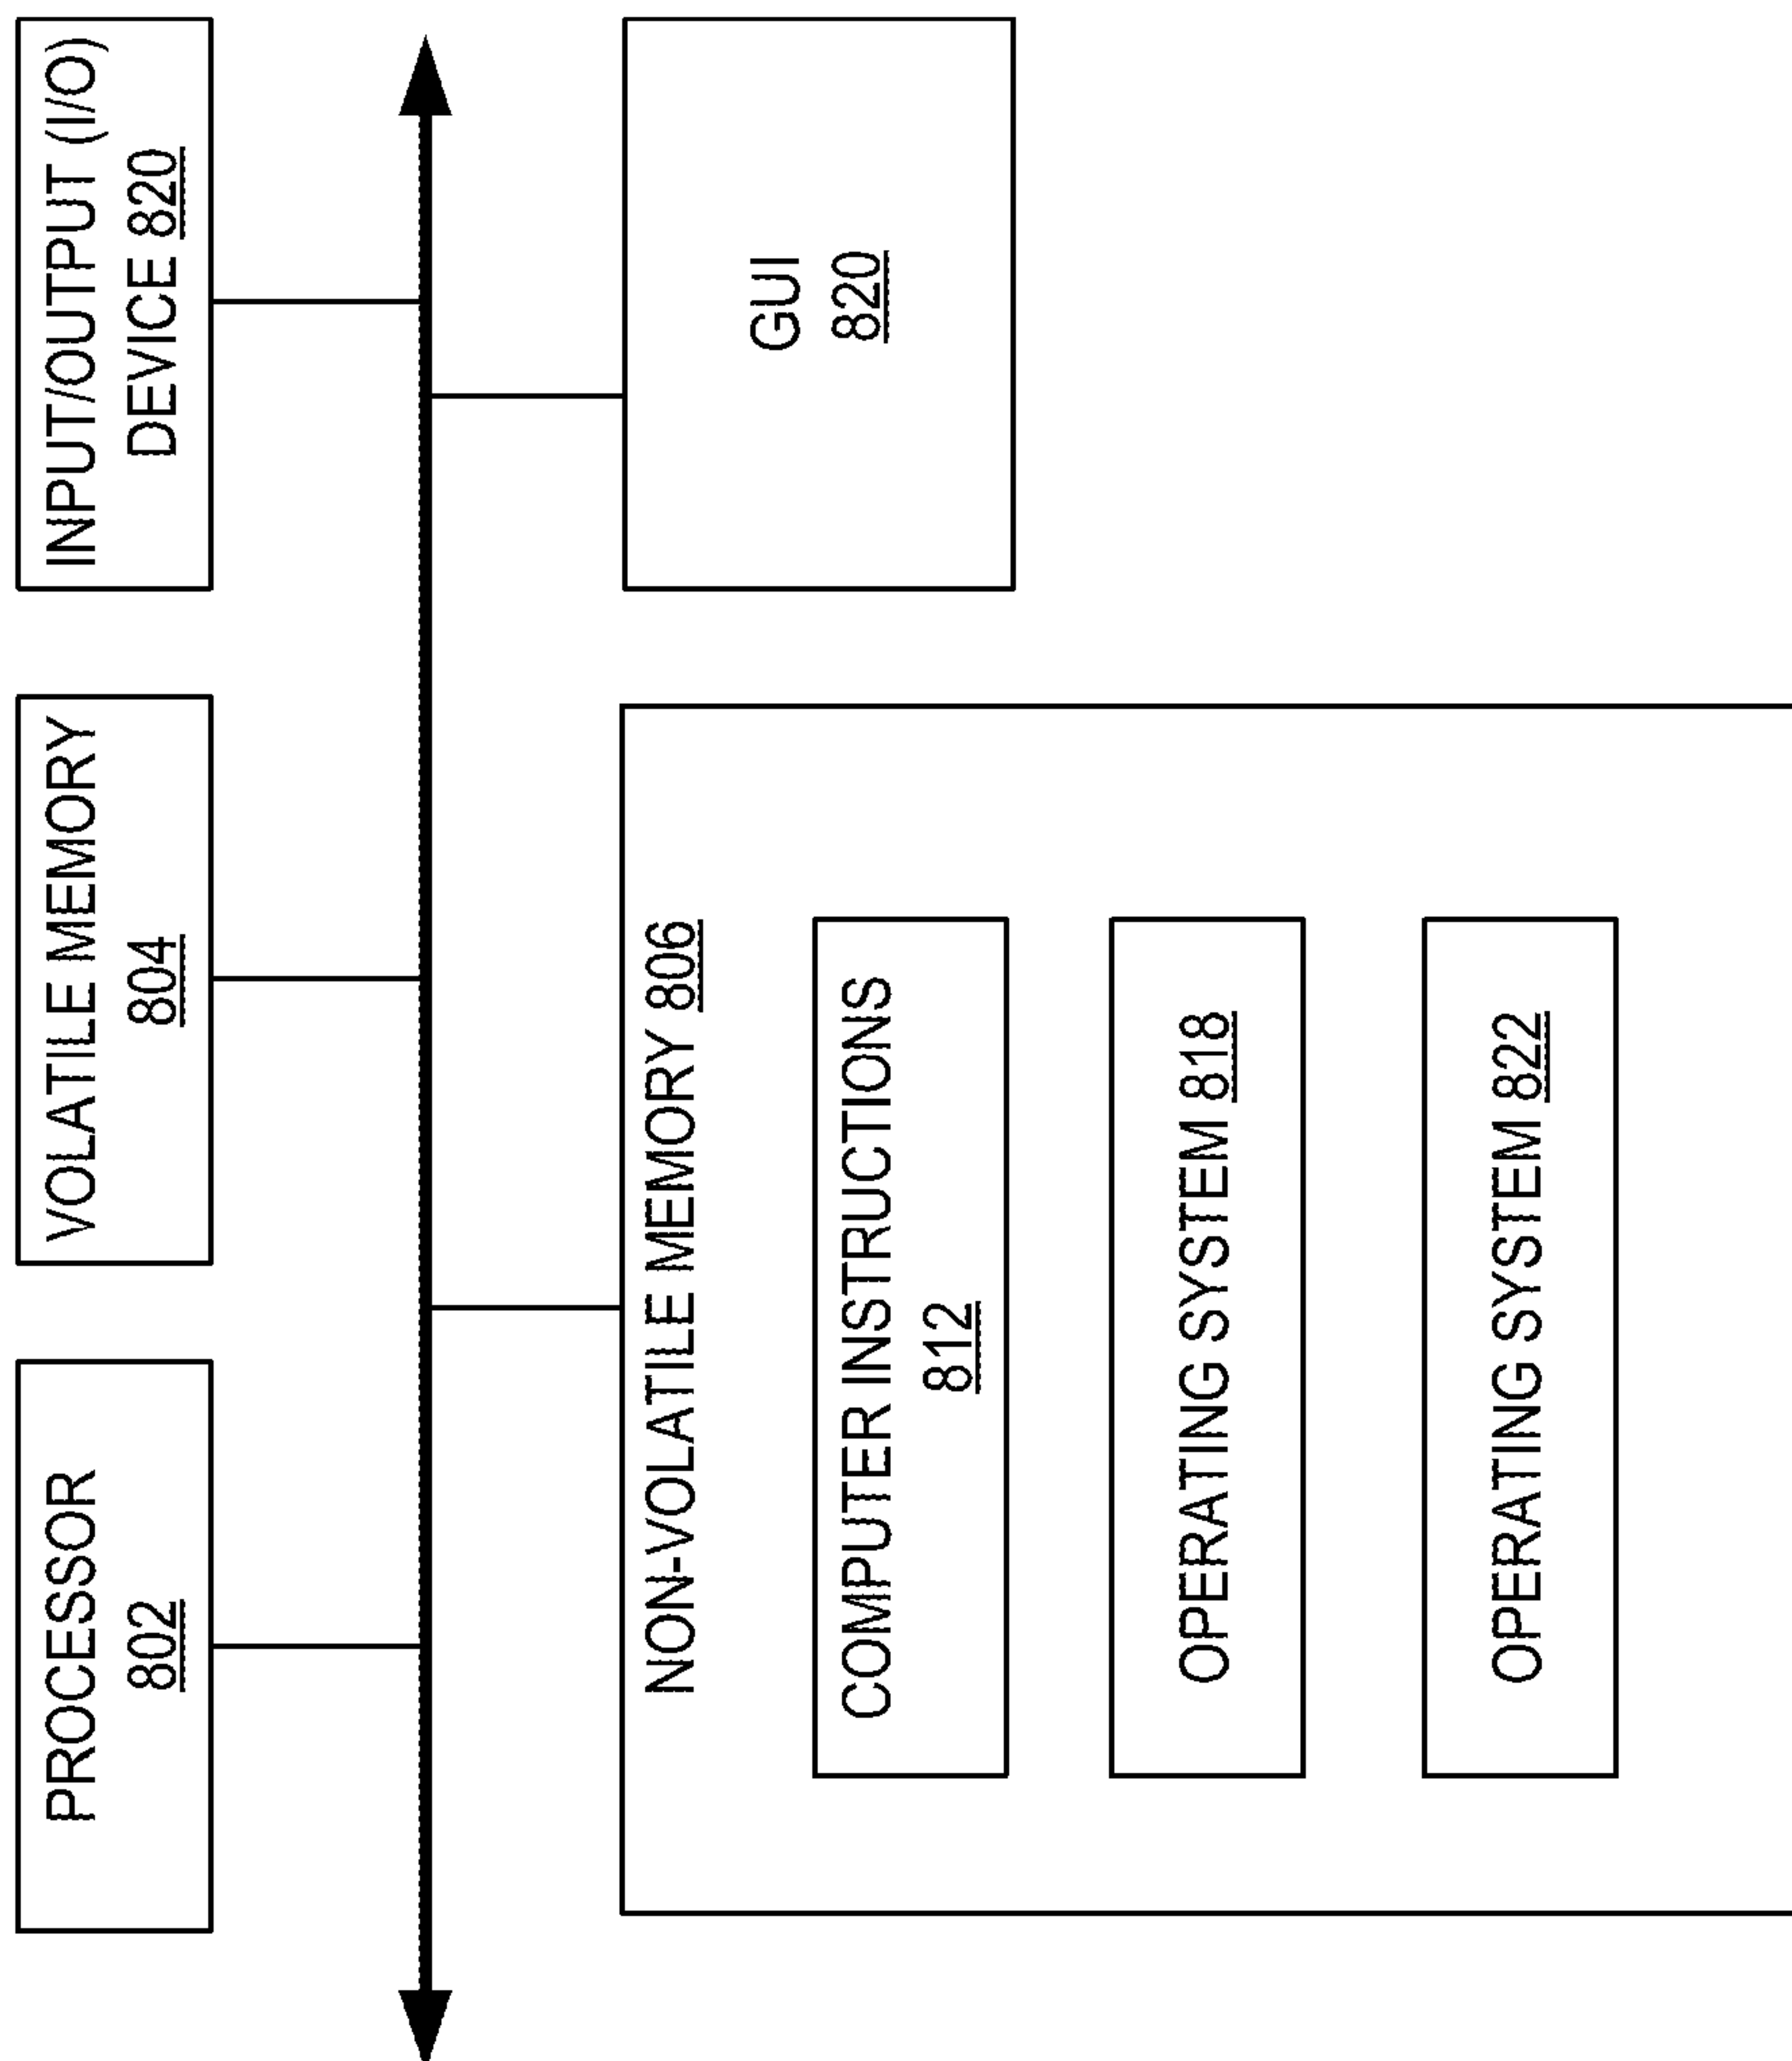 PROCESSOR
802
VOLATILE MEMORY
804
INPUT/OUTPUT (I/O)
DEVICE 820
NON-VOLATILE MEMORY 806
COMPUTER INSTRUCTIONS
812
OPERATING SYSTEM 818
OPERATING SYSTEM 822
GUI
820